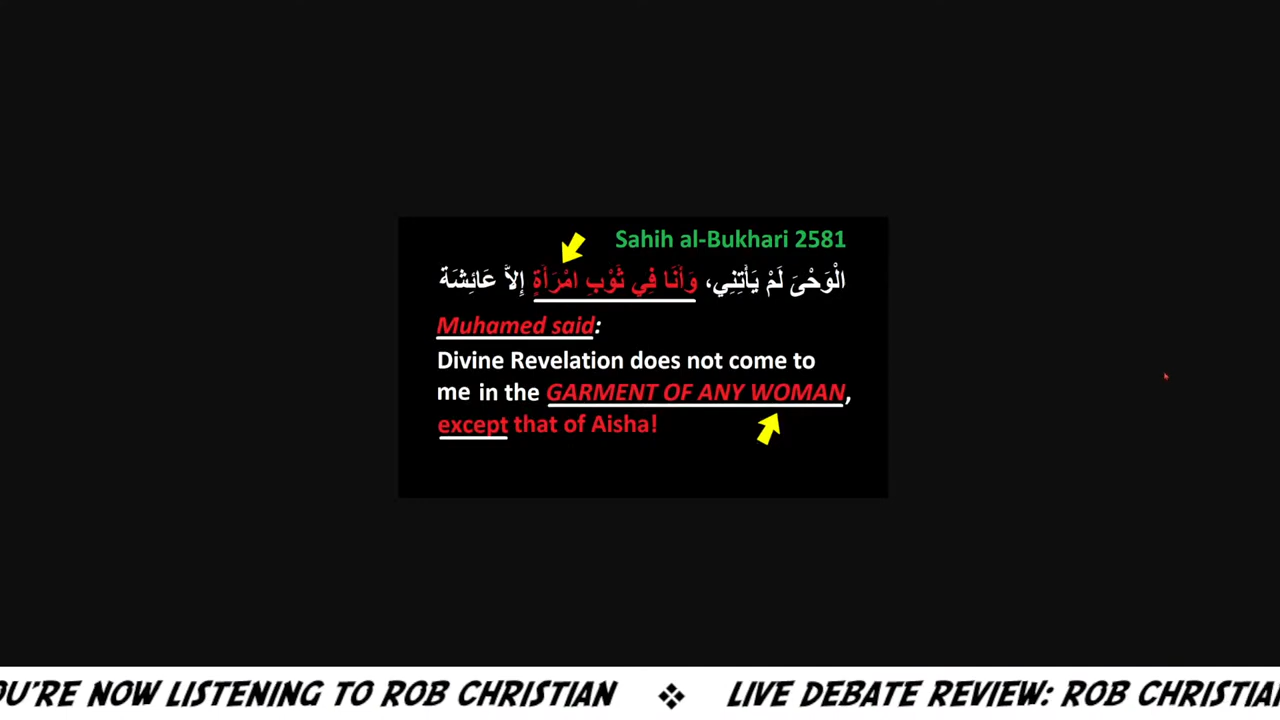 Sahih al-Bukhari 2581
الْوَحْىَ لَمْ يَأْتِنِي، وَأَنَا فِي ثَوْبِ امْرَأَةٍ إِلاَّ عَائِشَةَ
Muhamed said:
Divine Revelation does not come to
me in the GARMENT OF ANY WOMAN,
except that of Aisha!
OU'RE NOW LISTENING TO ROB CHRISTIAN ❖ LIVE DEBATE REVIEW: ROB CHRISTIAN